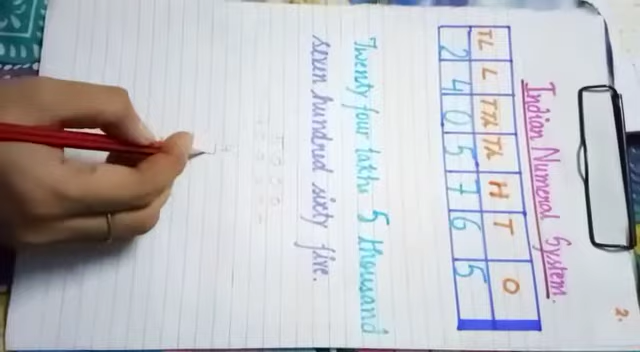 2.
Indian Numeral System.
TL L TTh Th H T O
2 4 0 5 7 6 5
Twenty four lakhs 5 thousand
seven hundred sixty five.